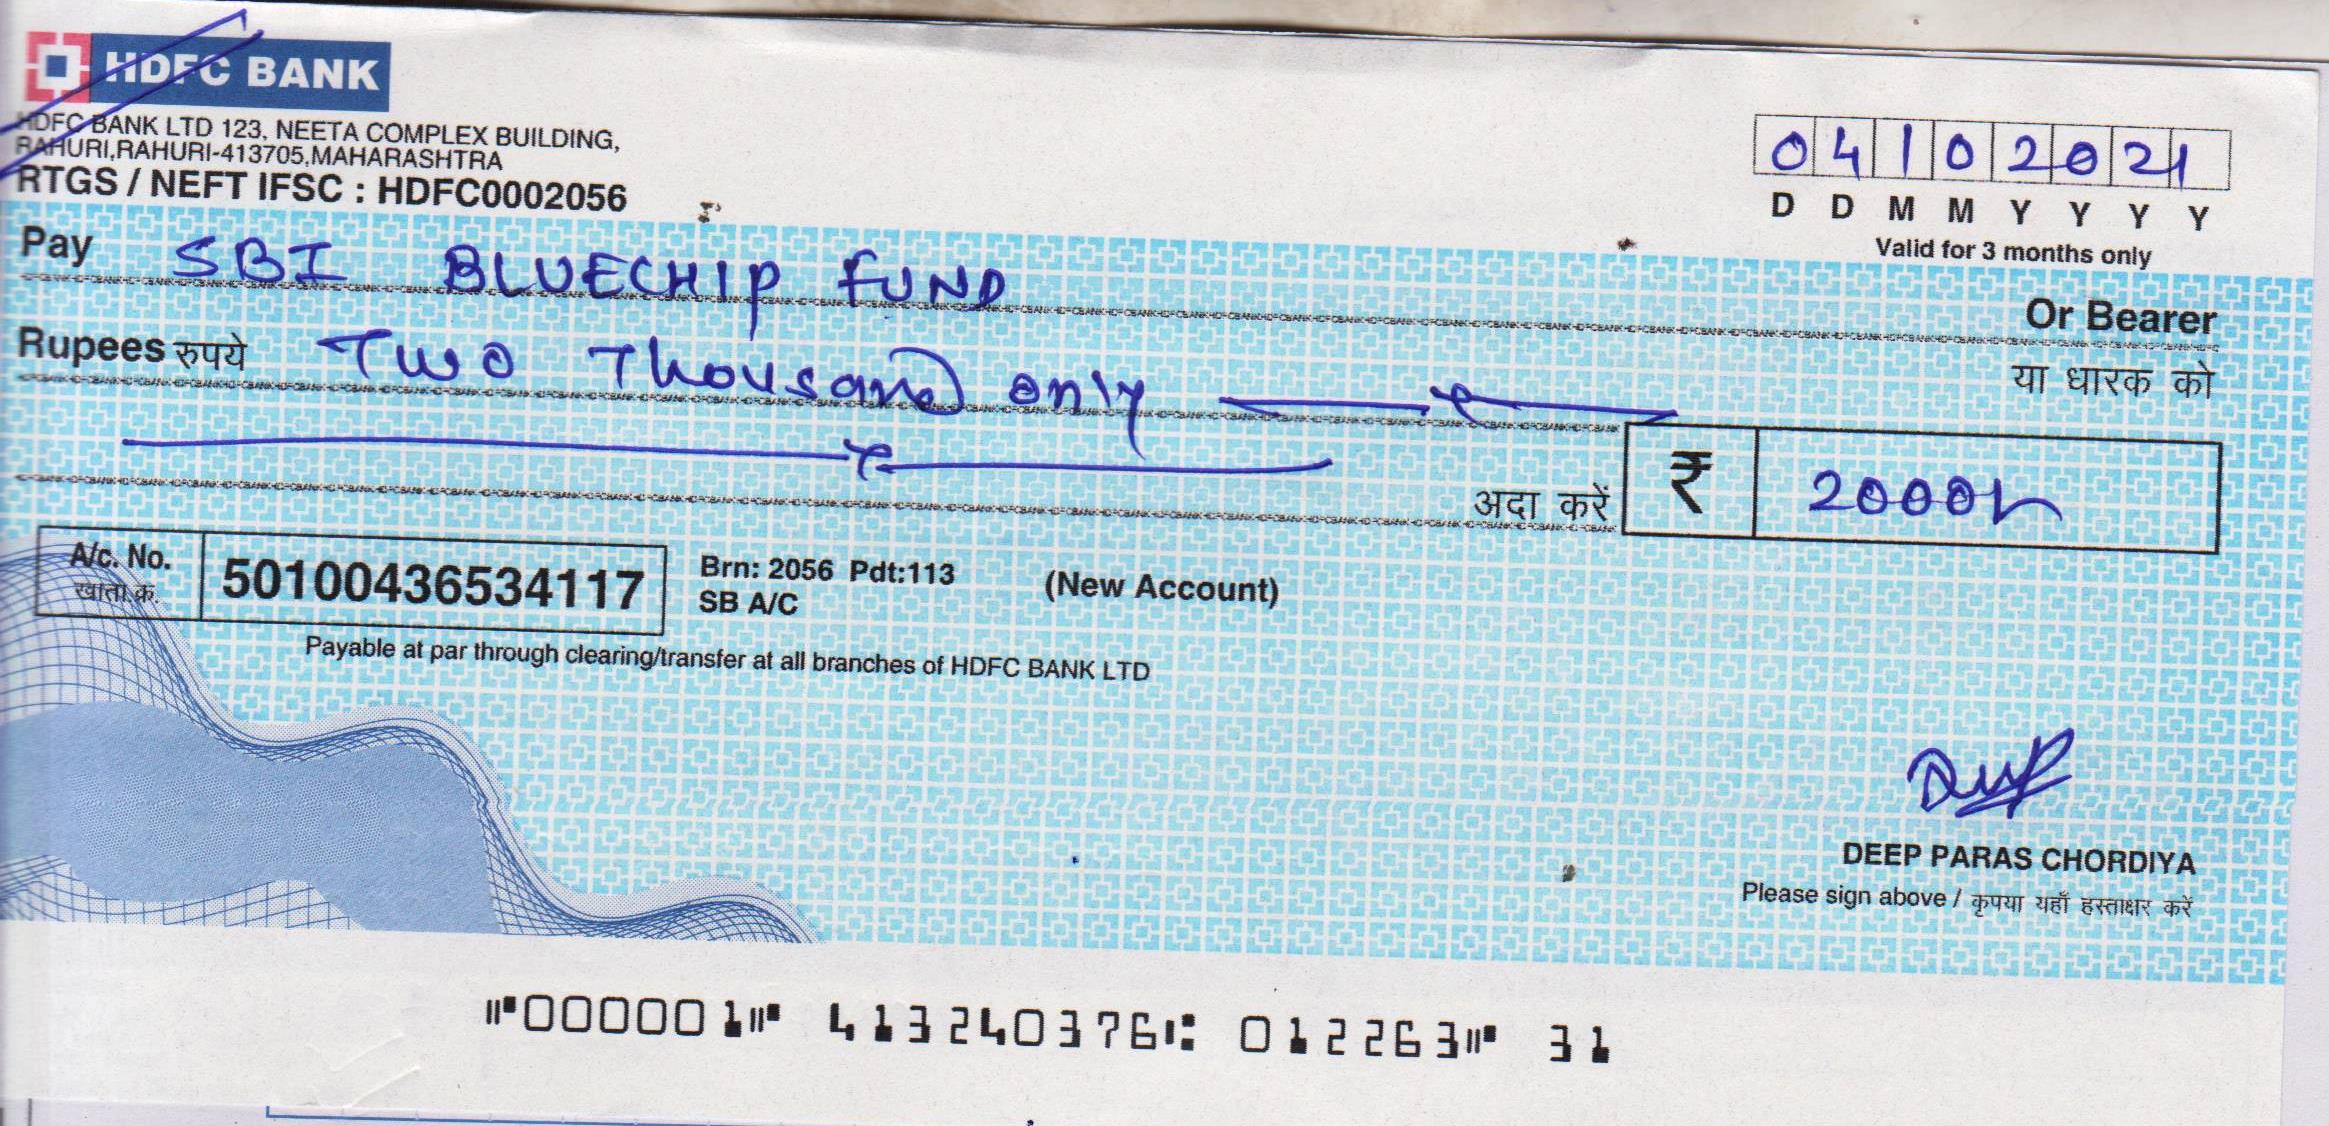 HDFC BANK
HDFC BANK LTD 123, NEETA COMPLEX BUILDING,
RAHURI,RAHURI-413705,MAHARASHTRA
RTGS / NEFT IFSC : HDFC0002056
04102021
D D M M Y Y Y Y
Valid for 3 months only
Pay SBI BLUECHIP FUND
Or Bearer
Rupees रुपये Two Thousand only
या धारक को
अदा करें ₹ 2000/-
A/c. No. 50100436534117 Brn: 2056 Pdt:113 (New Account)
खाता.क्र. SB A/C
Payable at par through clearing/transfer at all branches of HDFC BANK LTD
DEEP PARAS CHORDIYA
Please sign above / कृपया यहाँ हस्ताक्षर करें
⑈000001⑈ 413240376⑆ 012263⑈ 31